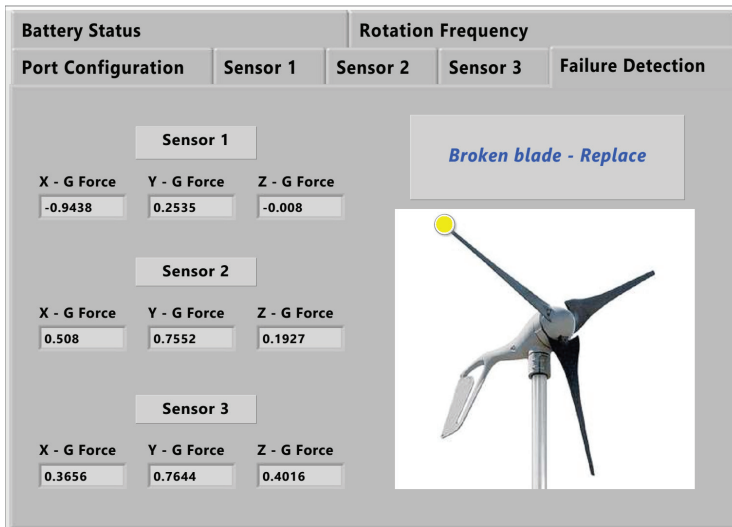 Battery Status Rotation Frequency
Port Configuration Sensor 1 Sensor 2 Sensor 3 Failure Detection
Sensor 1
X - G Force Y - G Force Z - G Force
-0.9438 0.2535 -0.008
Broken blade - Replace
Sensor 2
X - G Force Y - G Force Z - G Force
0.508 0.7552 0.1927
Sensor 3
X - G Force Y - G Force Z - G Force
0.3656 0.7644 0.4016